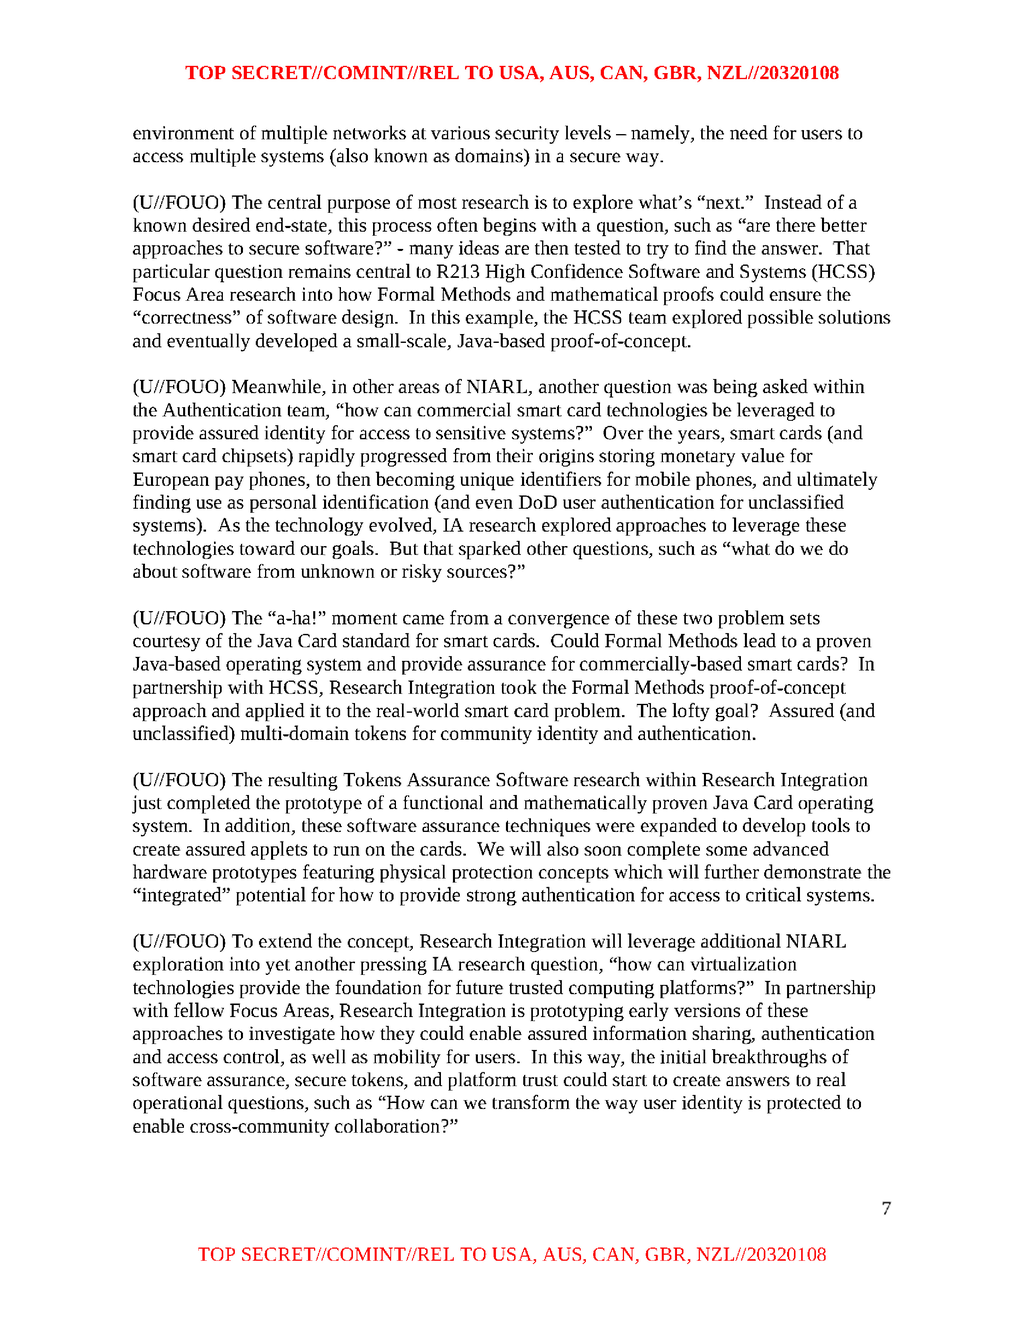 TOP SECRET//COMINT//REL TO USA, AUS, CAN, GBR, NZL//20320108
environment of multiple networks at various security levels – namely, the need for users to
access multiple systems (also known as domains) in a secure way.
(U//FOUO) The central purpose of most research is to explore what’s “next.”  Instead of a
known desired end-state, this process often begins with a question, such as “are there better
approaches to secure software?” - many ideas are then tested to try to find the answer.  That
particular question remains central to R213 High Confidence Software and Systems (HCSS)
Focus Area research into how Formal Methods and mathematical proofs could ensure the
“correctness” of software design.  In this example, the HCSS team explored possible solutions
and eventually developed a small-scale, Java-based proof-of-concept.
(U//FOUO) Meanwhile, in other areas of NIARL, another question was being asked within
the Authentication team, “how can commercial smart card technologies be leveraged to
provide assured identity for access to sensitive systems?”  Over the years, smart cards (and
smart card chipsets) rapidly progressed from their origins storing monetary value for
European pay phones, to then becoming unique identifiers for mobile phones, and ultimately
finding use as personal identification (and even DoD user authentication for unclassified
systems).  As the technology evolved, IA research explored approaches to leverage these
technologies toward our goals.  But that sparked other questions, such as “what do we do
about software from unknown or risky sources?”
(U//FOUO) The “a-ha!” moment came from a convergence of these two problem sets
courtesy of the Java Card standard for smart cards.  Could Formal Methods lead to a proven
Java-based operating system and provide assurance for commercially-based smart cards?  In
partnership with HCSS, Research Integration took the Formal Methods proof-of-concept
approach and applied it to the real-world smart card problem.  The lofty goal?  Assured (and
unclassified) multi-domain tokens for community identity and authentication.
(U//FOUO) The resulting Tokens Assurance Software research within Research Integration
just completed the prototype of a functional and mathematically proven Java Card operating
system.  In addition, these software assurance techniques were expanded to develop tools to
create assured applets to run on the cards.  We will also soon complete some advanced
hardware prototypes featuring physical protection concepts which will further demonstrate the
“integrated” potential for how to provide strong authentication for access to critical systems.
(U//FOUO) To extend the concept, Research Integration will leverage additional NIARL
exploration into yet another pressing IA research question, “how can virtualization
technologies provide the foundation for future trusted computing platforms?”  In partnership
with fellow Focus Areas, Research Integration is prototyping early versions of these
approaches to investigate how they could enable assured information sharing, authentication
and access control, as well as mobility for users.  In this way, the initial breakthroughs of
software assurance, secure tokens, and platform trust could start to create answers to real
operational questions, such as “How can we transform the way user identity is protected to
enable cross-community collaboration?”
7
TOP SECRET//COMINT//REL TO USA, AUS, CAN, GBR, NZL//20320108